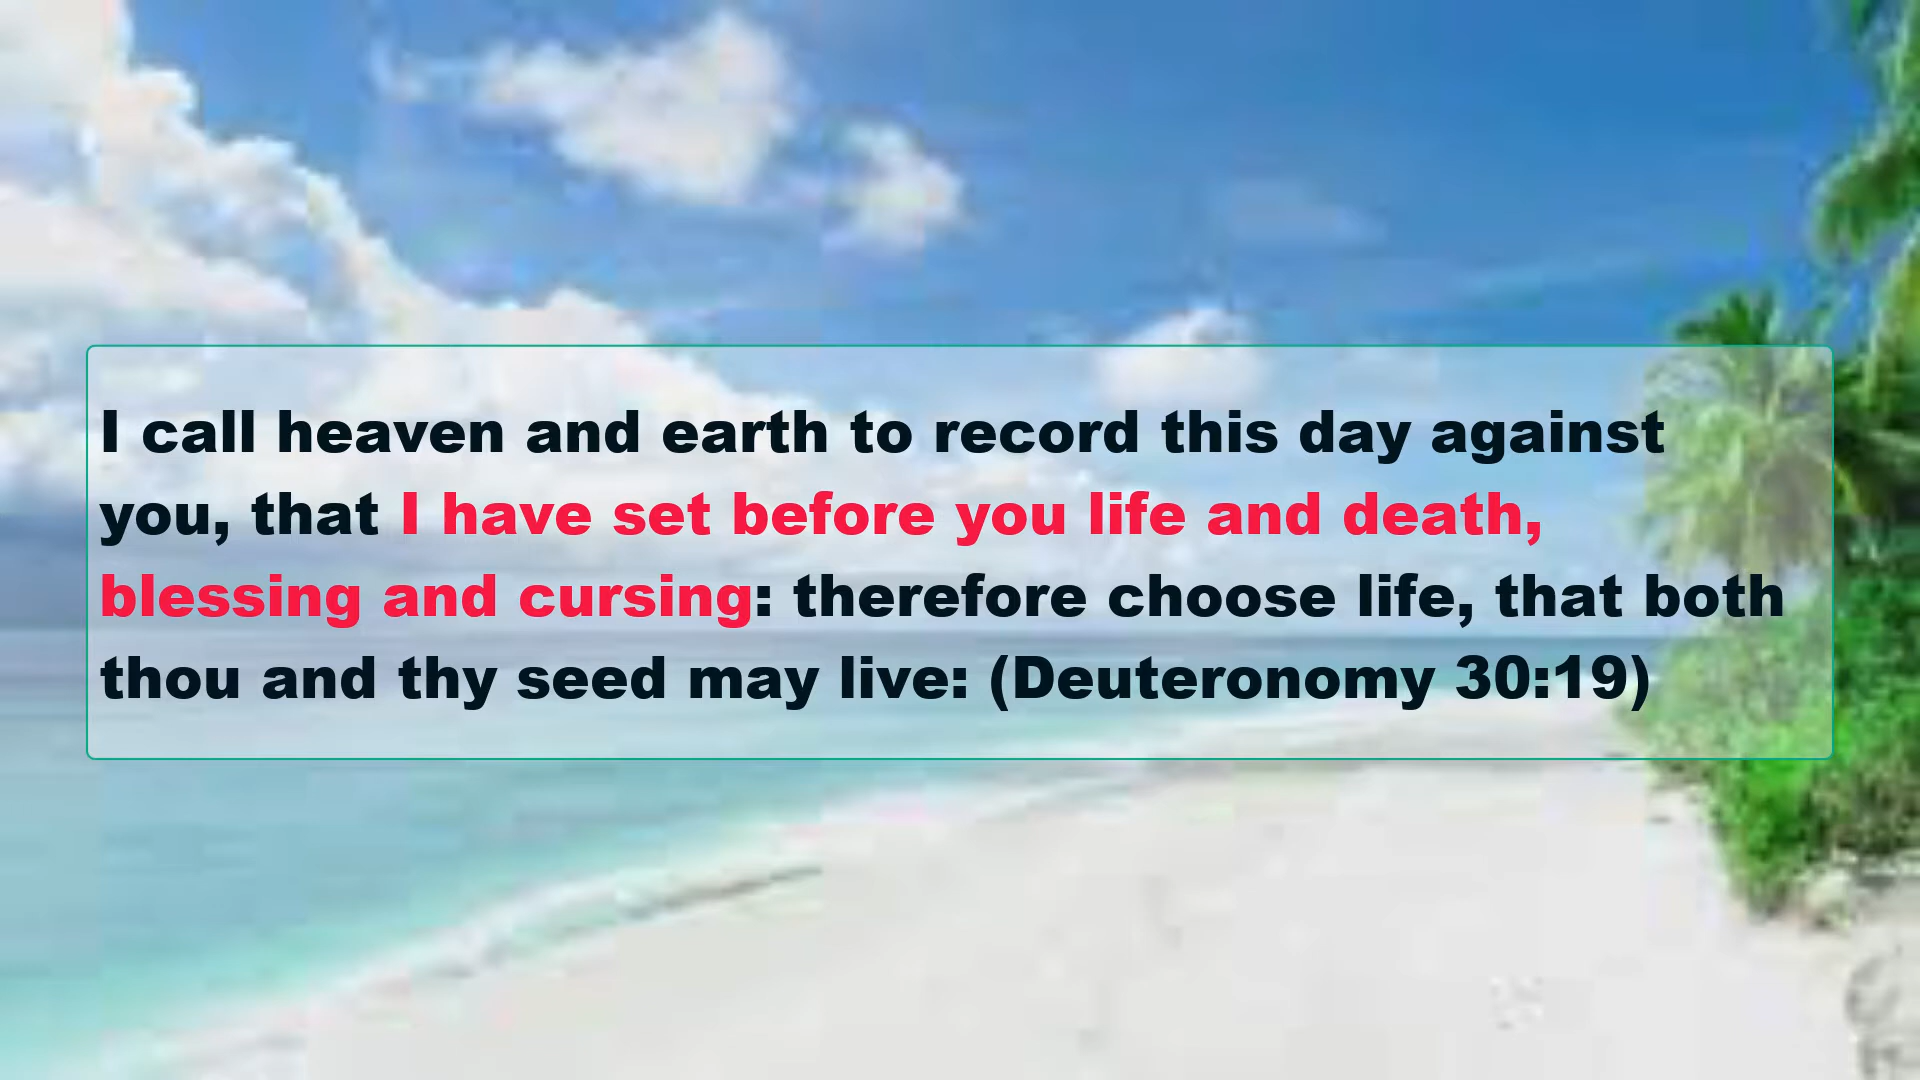 I call heaven and earth to record this day against
you, that I have set before you life and death,
blessing and cursing: therefore choose life, that both
thou and thy seed may live: (Deuteronomy 30:19)